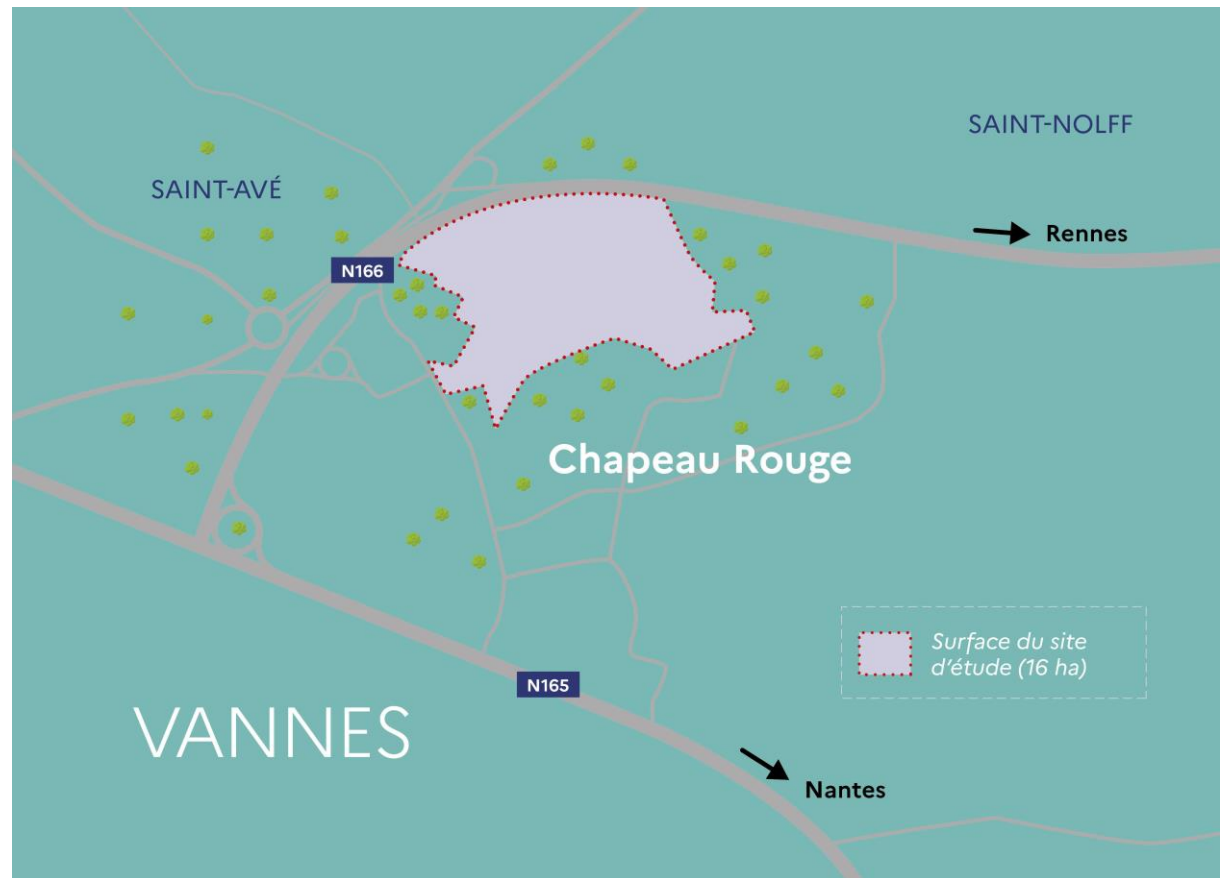 SAINT-NOLFF
SAINT-AVÉ
Rennes
N166
Chapeau Rouge
Surface du site
d'étude (16 ha)
N165
VANNES
Nantes